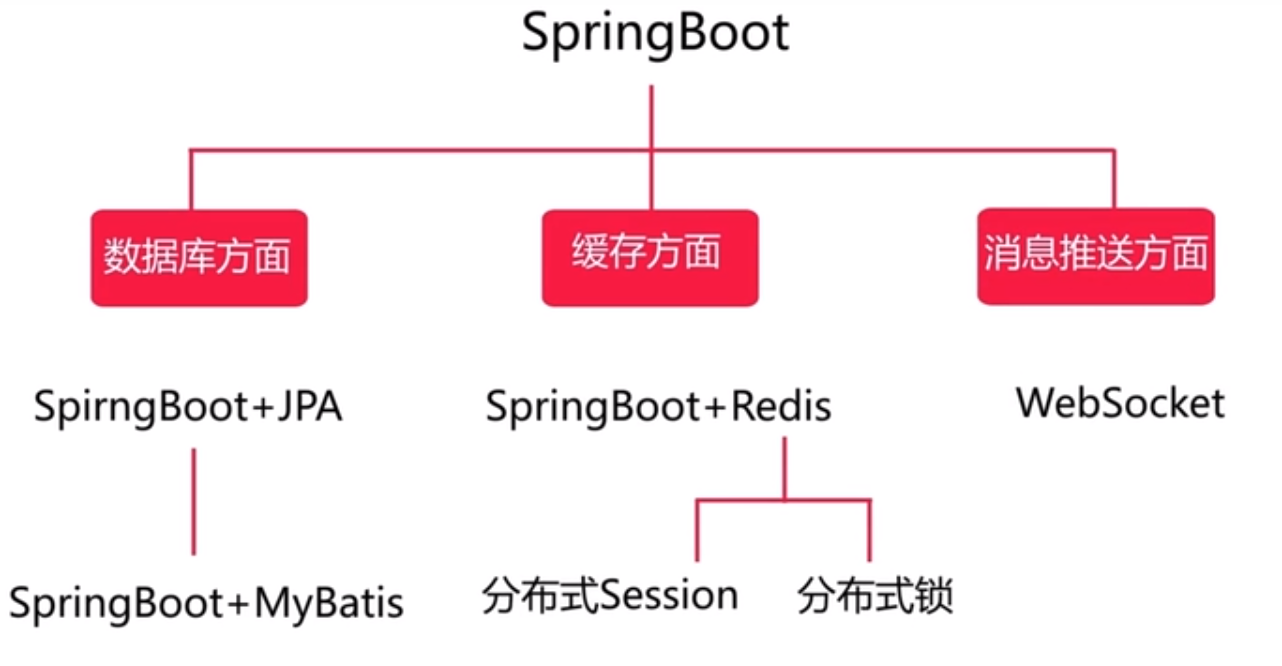 SpringBoot
数据库方面
缓存方面
消息推送方面
SpirngBoot+JPA
SpringBoot+Redis
WebSocket
SpringBoot+MyBatis
分布式Session
分布式锁